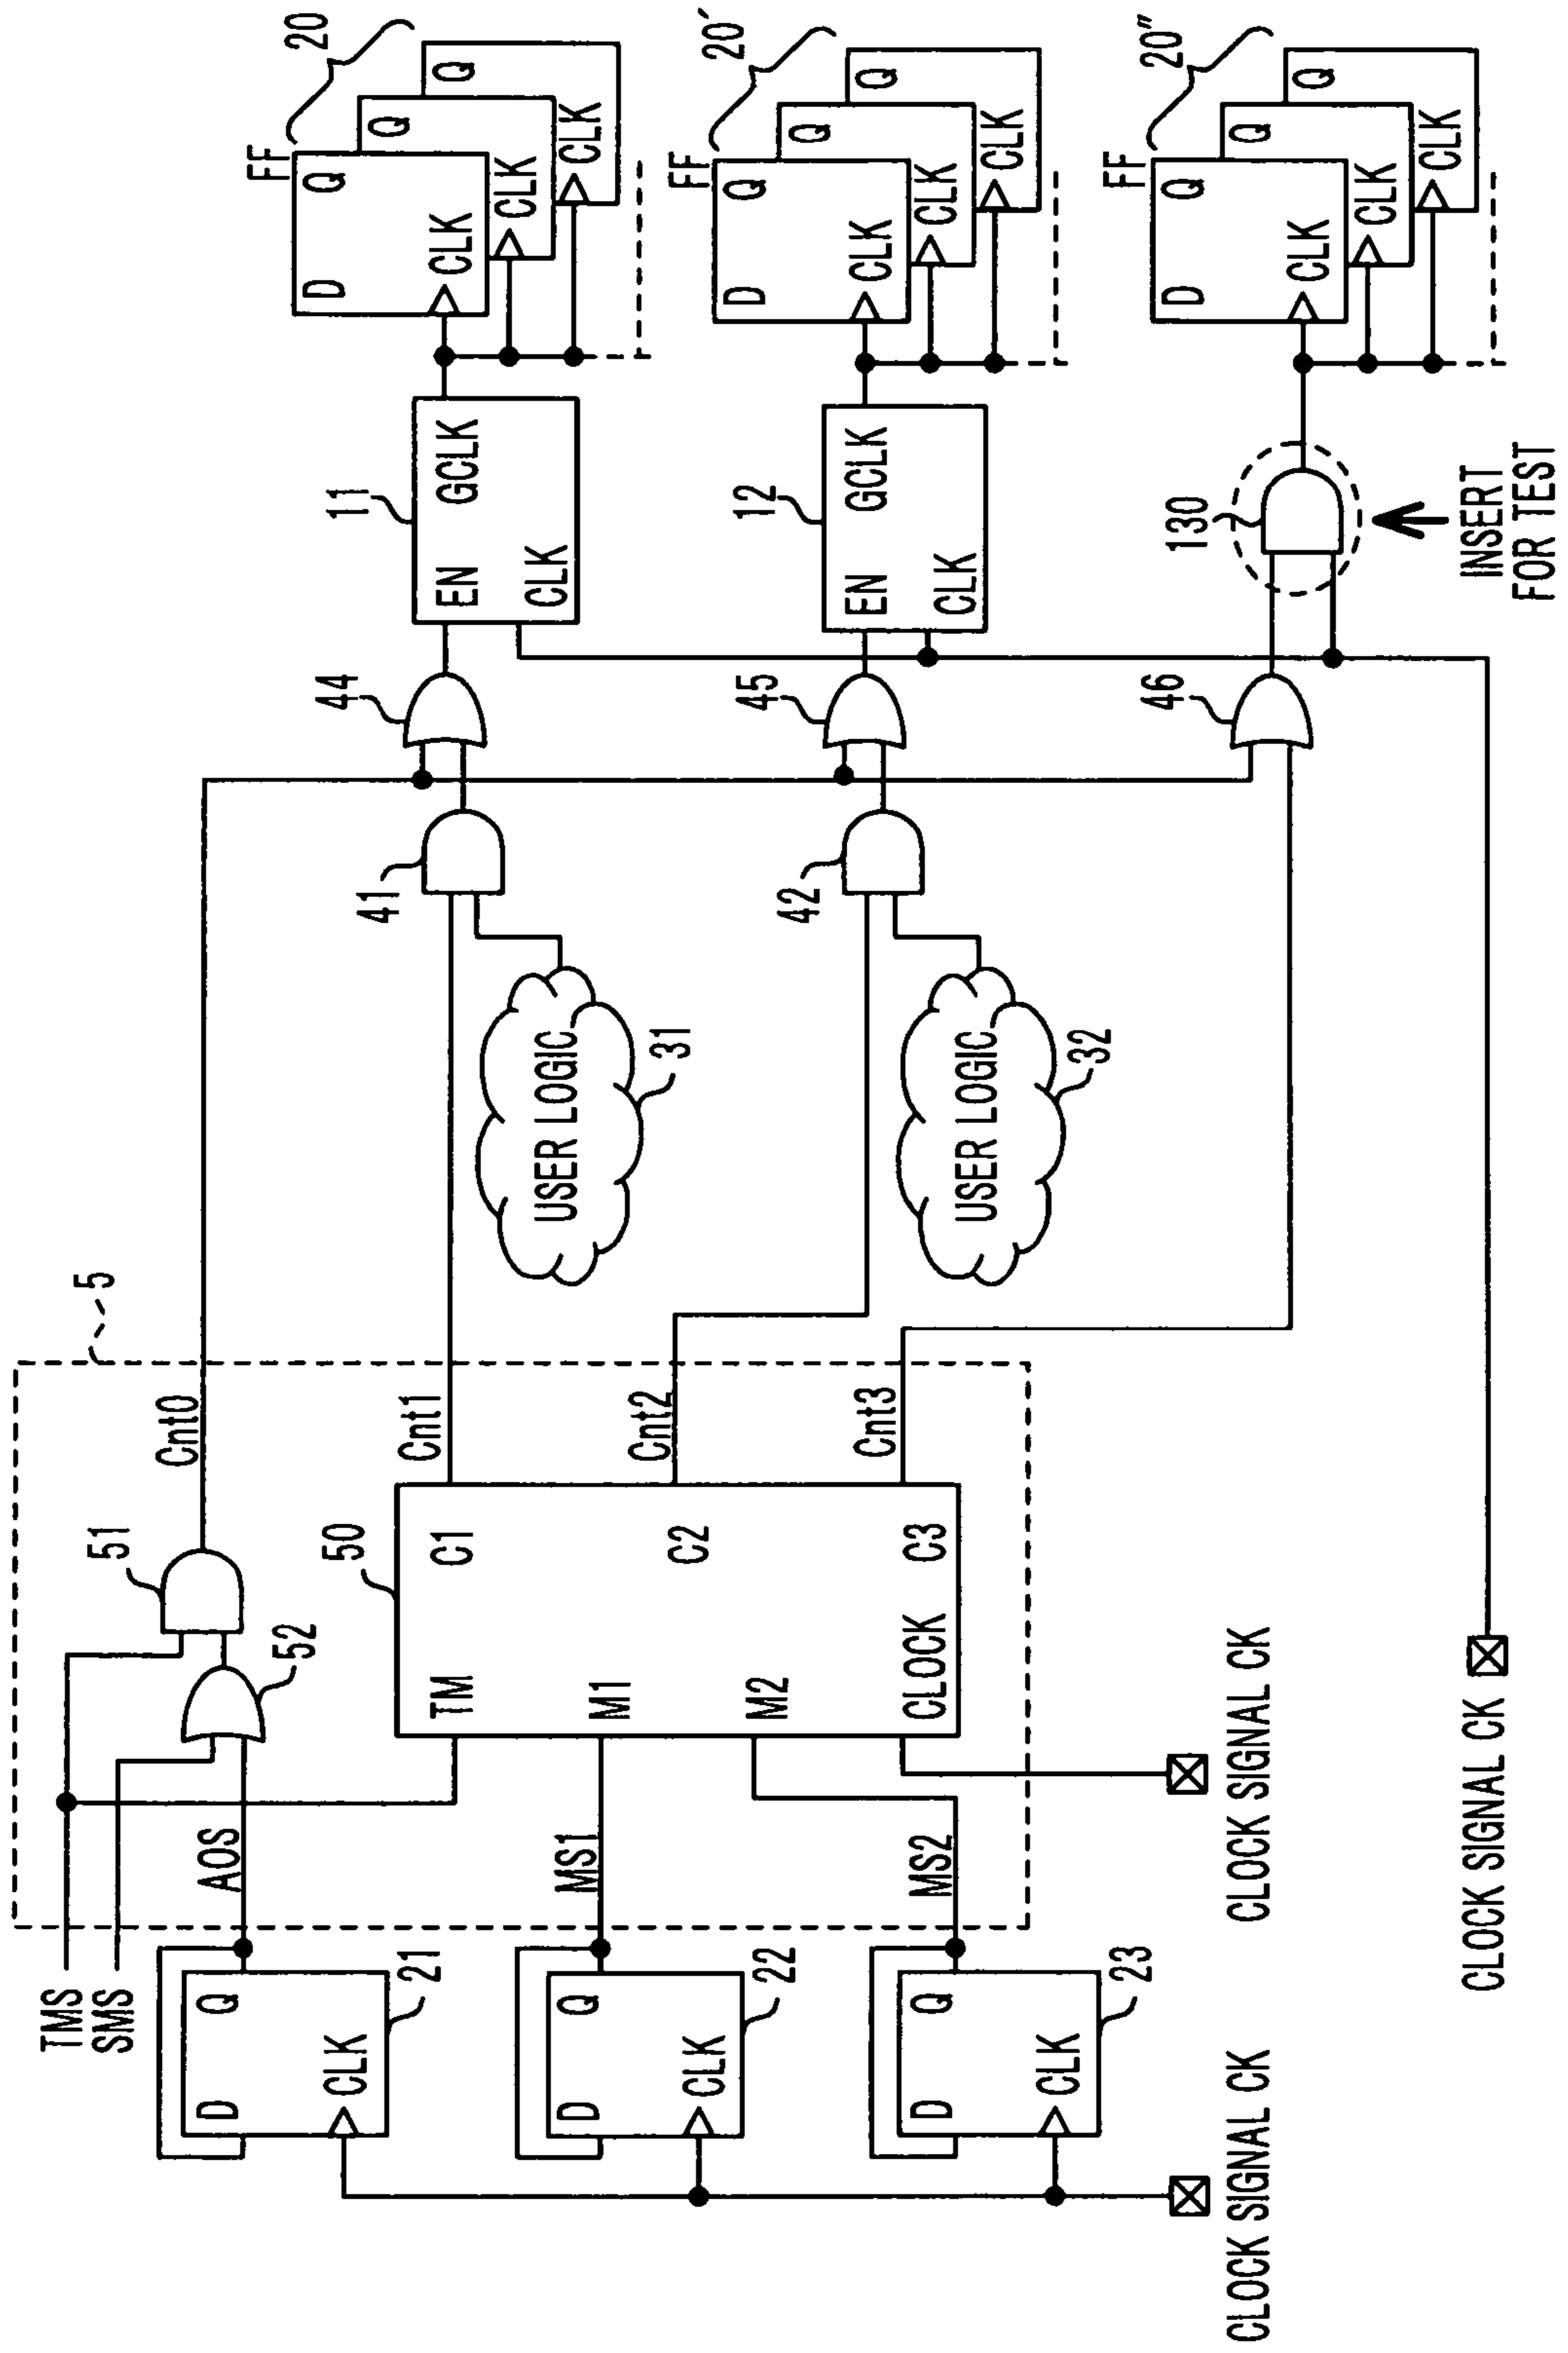 TMS
SMS
D
Q
CLK
21
D
Q
CLK
22
D
Q
CLK
23
CLOCK SIGNAL CK
AOS
MS1
MS2
5
52
51
Cnt0
50
TM
M1
M2
CLOCK
C1
C2
C3
Cnt1
Cnt2
Cnt3
CLOCK SIGNAL CK
CLOCK SIGNAL CK
USER LOGIC
31
USER LOGIC
32
41
42
44
45
46
11
EN
GCLK
CLK
12
EN
GCLK
CLK
130
INSERT
FOR TEST
FF
20
D
Q
CLK
Q
CLK
Q
CLK
FF
20′
D
Q
CLK
Q
CLK
Q
CLK
FF
20″
D
Q
CLK
Q
CLK
Q
CLK